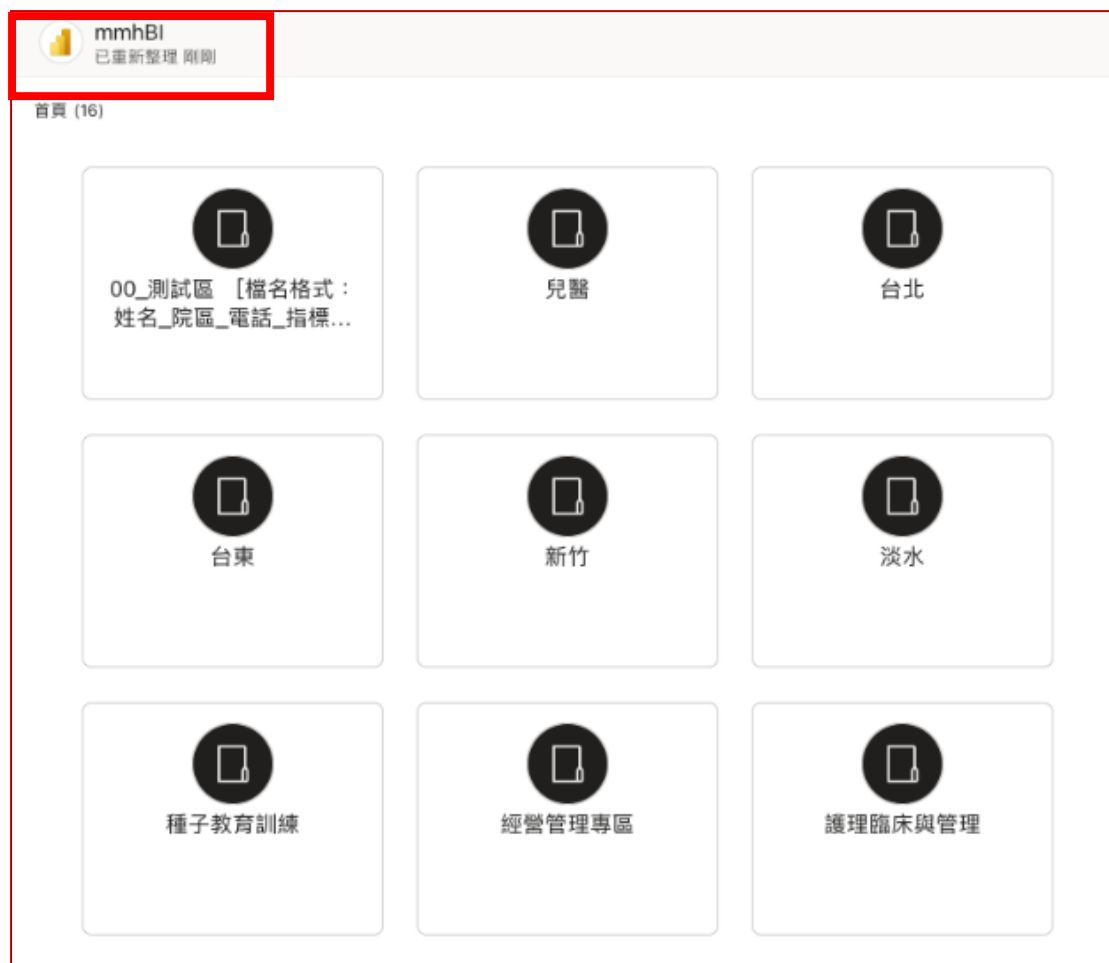 mmhBI
已重新整理 剛剛
首頁 (16)
00_測試區 [檔名格式：
姓名_院區_電話_指標...
兒醫
台北
台東
新竹
淡水
種子教育訓練
經營管理專區
護理臨床與管理